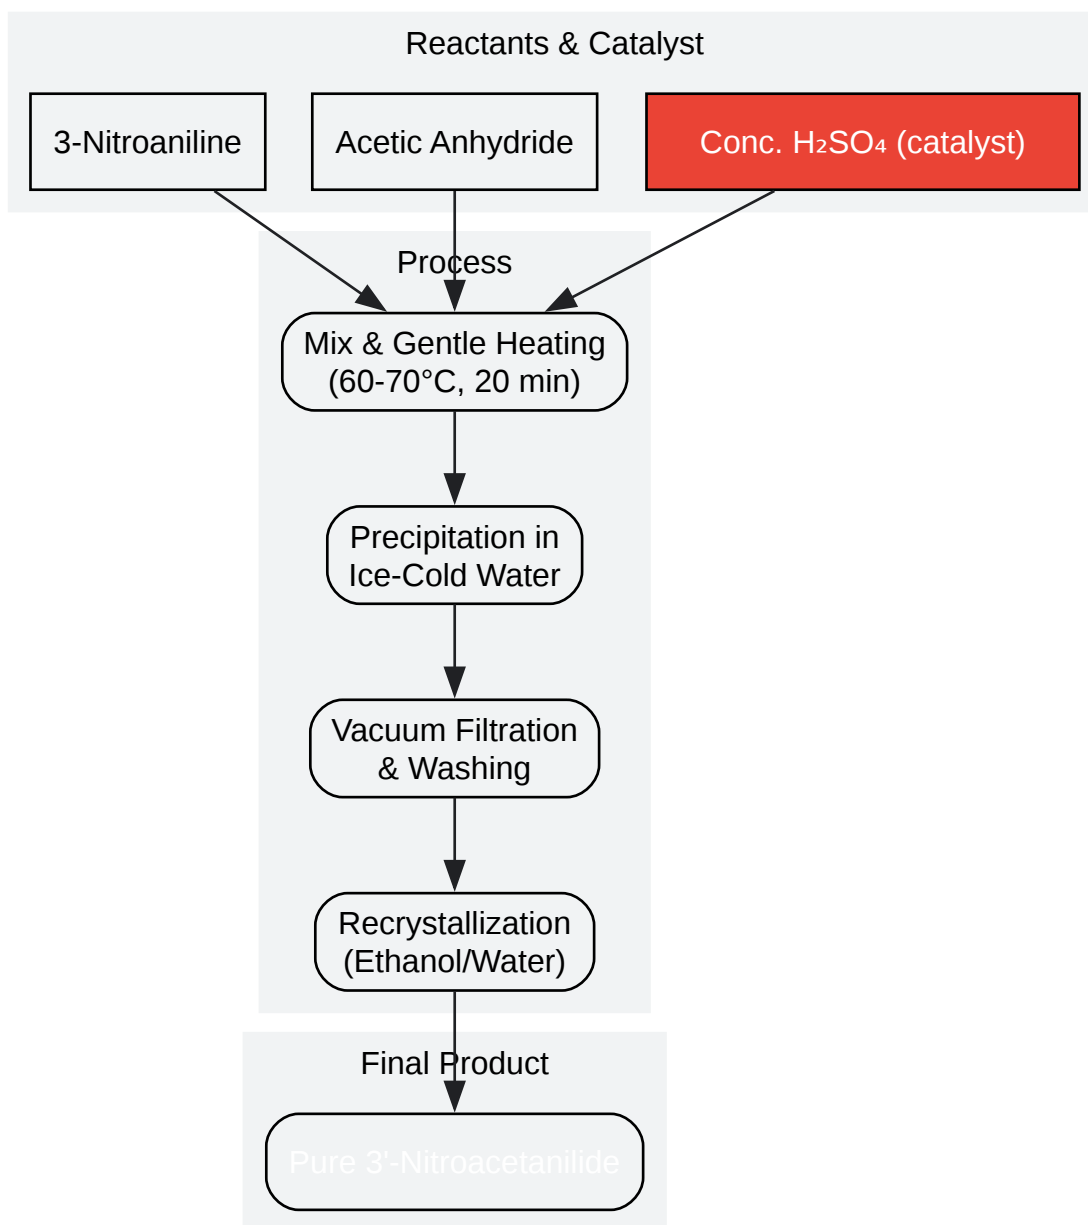 Reactants & Catalyst
3-Nitroaniline
Acetic Anhydride
Conc. H₂SO₄ (catalyst)
Process
Mix & Gentle Heating
(60-70°C, 20 min)
Precipitation in
Ice-Cold Water
Vacuum Filtration
& Washing
Recrystallization
(Ethanol/Water)
Final Product
Pure 3'-Nitroacetanilide